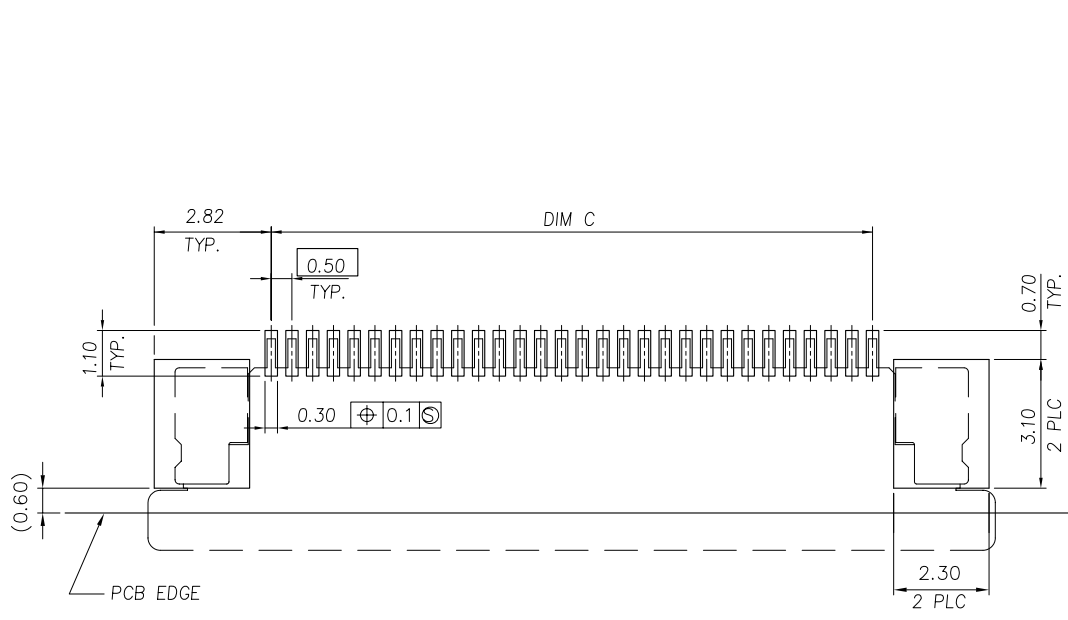 2.82
TYP.
DIM C
0.50
TYP.
0.70
TYP.
1.10
TYP.
0.30 ⌖ 0.1 Ⓢ
3.10
2 PLC
(0.60)
PCB EDGE
2.30
2 PLC